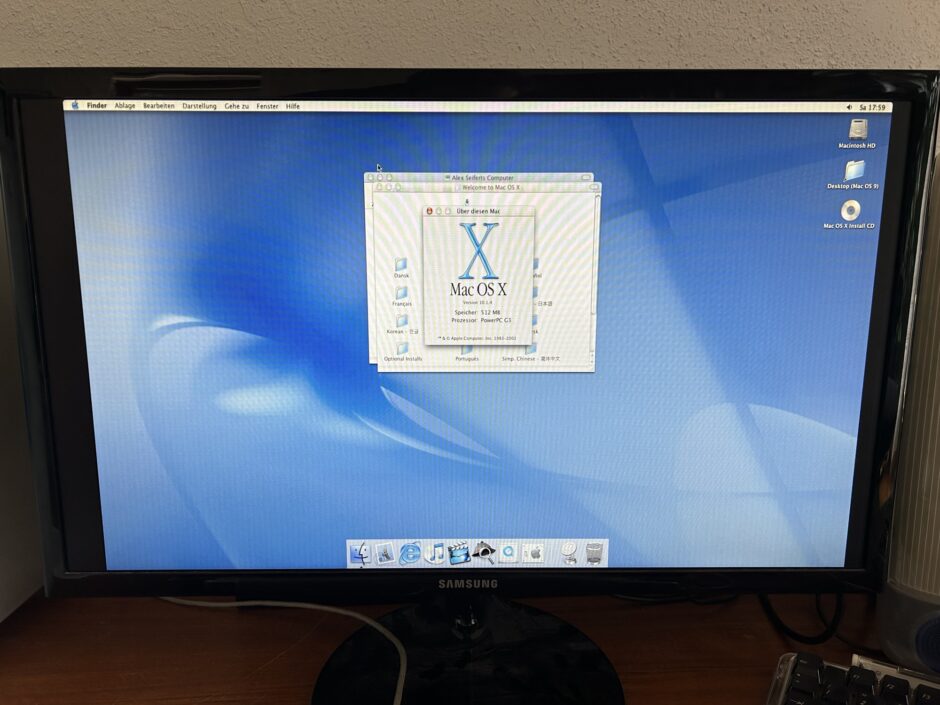 Finder Ablage Bearbeiten Darstellung Gehe zu Fenster Hilfe
Sa 17:59
Macintosh HD
Desktop (Mac OS 9)
Mac OS X Install CD
Alex Seiferts Computer
Welcome to Mac OS X
Über diesen Mac
X
Mac OS X
Version 10.1.4
Speicher: 512 MB
Prozessor: PowerPC G3
™ & © Apple Computer, Inc. 1983-2002
Dansk
Français
- 日本語
Korean - 한글
Optional Installs
Português
Simp. Chinese - 简体中文
SAMSUNG